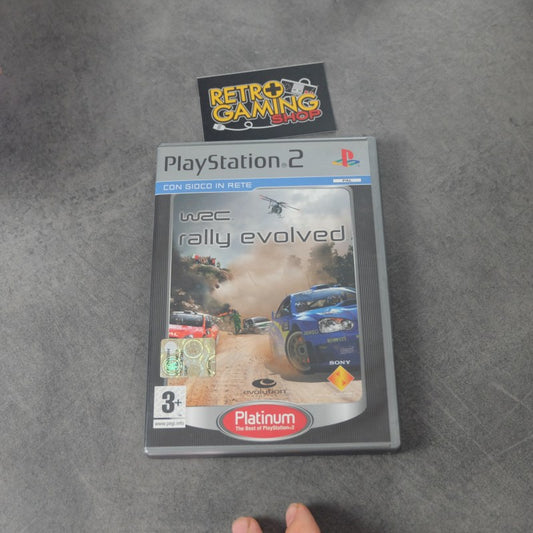 RETRO
GAMING
SHOP
PlayStation®2
CON GIOCO IN RETE
PAL
WRC
rally evolved
SONY
evolution
3+
www.pegi.info
Platinum
The Best of PlayStation®2